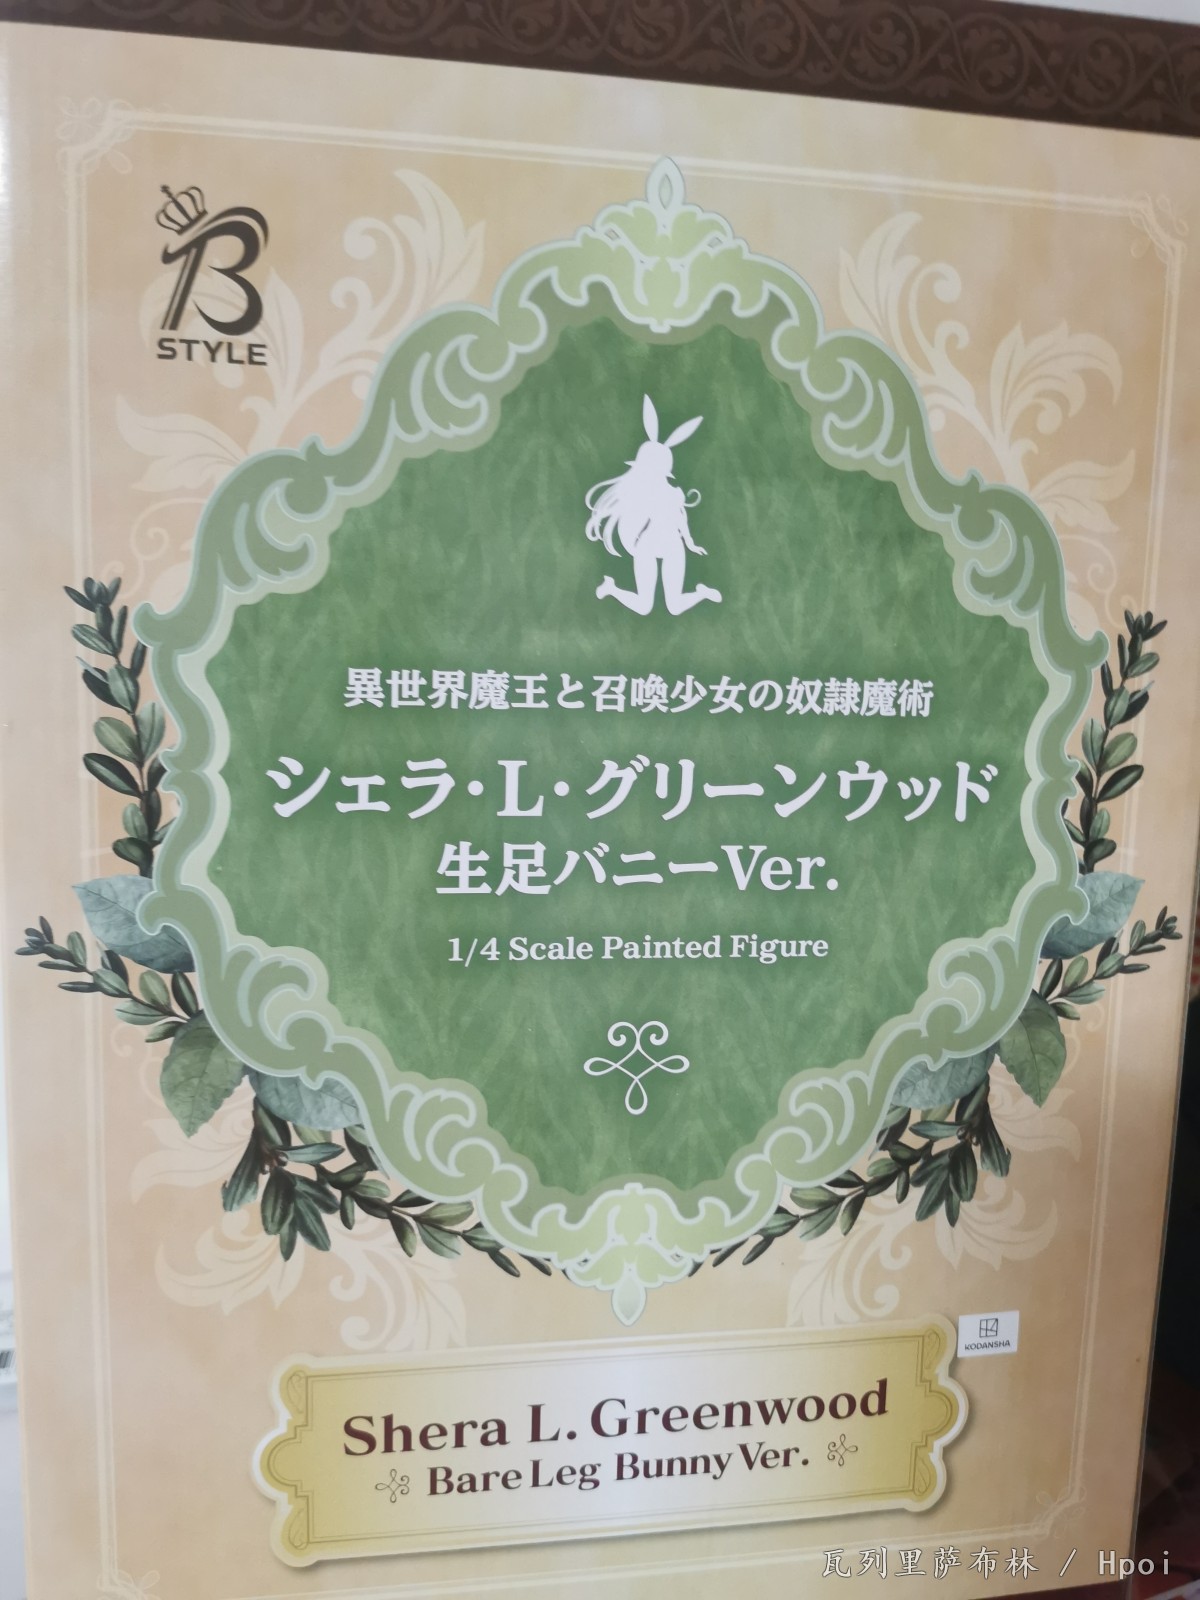 B
STYLE
異世界魔王と召喚少女の奴隷魔術
シェラ・L・グリーンウッド
生足バニーVer.
1/4 Scale Painted Figure
KODANSHA
Shera L. Greenwood
Bare Leg Bunny Ver.
瓦列里萨布林 / Hpoi